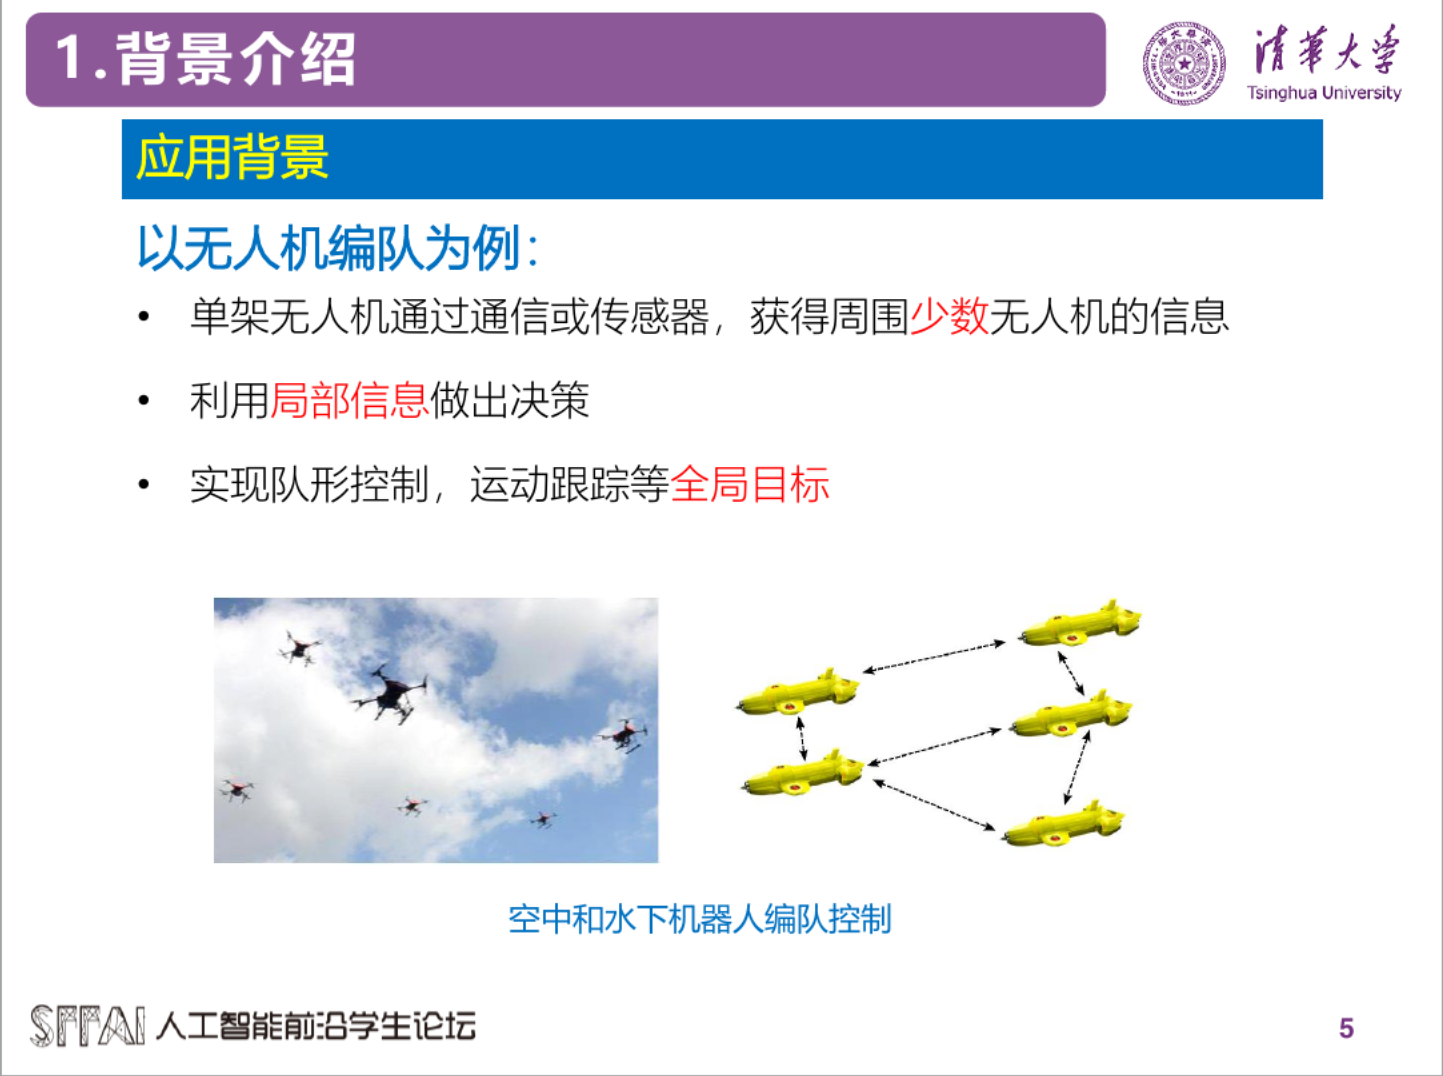 1.背景介绍
清華大学
Tsinghua University
应用背景
以无人机编队为例：
• 单架无人机通过通信或传感器，获得周围少数无人机的信息
• 利用局部信息做出决策
• 实现队形控制，运动跟踪等全局目标
空中和水下机器人编队控制
SFFAI 人工智能前沿学生论坛
5